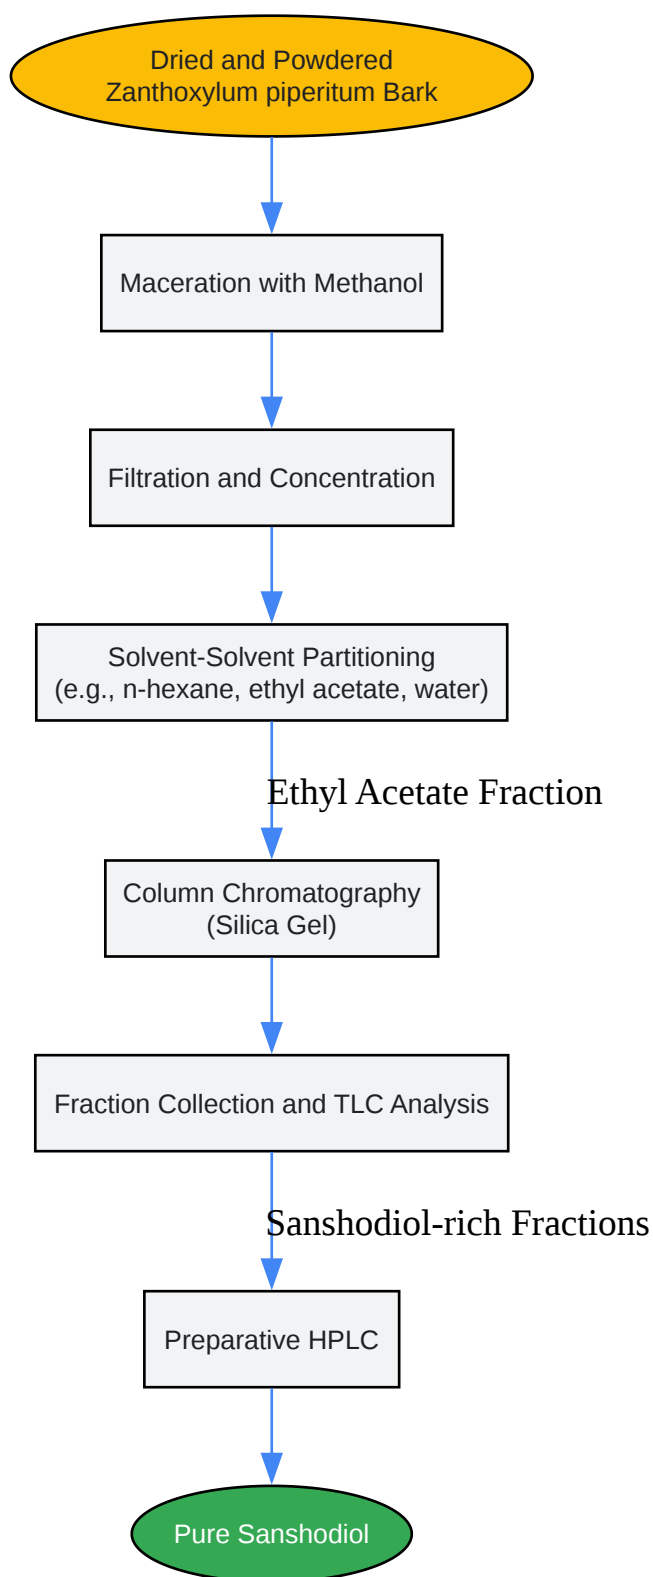 Dried and Powdered
Zanthoxylum piperitum Bark
Maceration with Methanol
Filtration and Concentration
Solvent-Solvent Partitioning
(e.g., n-hexane, ethyl acetate, water)
Ethyl Acetate Fraction
Column Chromatography
(Silica Gel)
Fraction Collection and TLC Analysis
Sanshodiol-rich Fractions
Preparative HPLC
Pure Sanshodiol